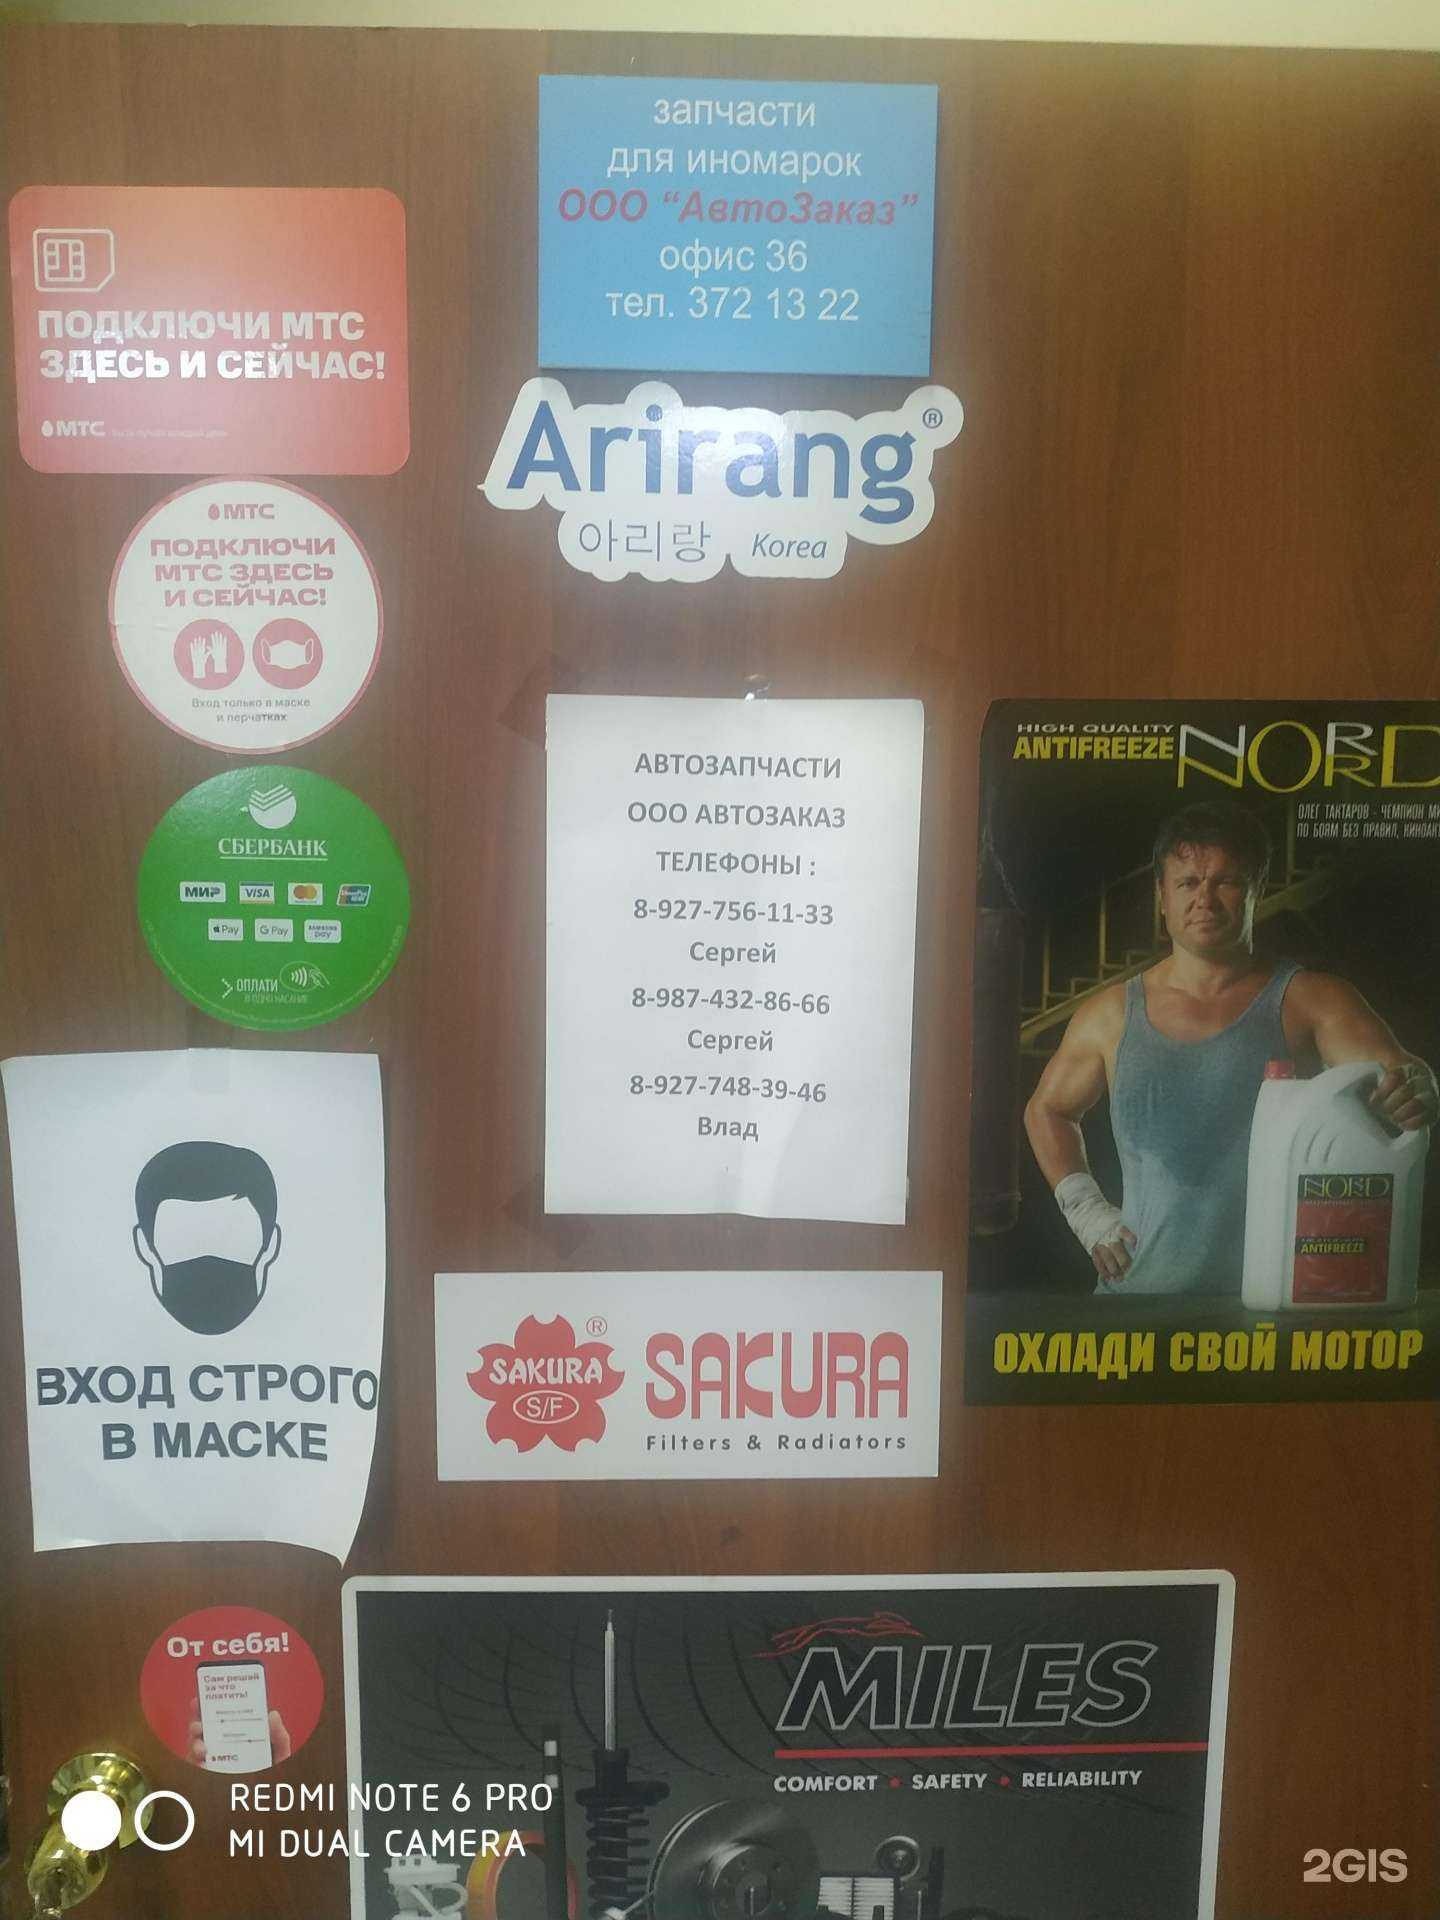 запчасти
для иномарок
ООО “АвтоЗаказ”
офис 36
тел. 372 13 22
ПОДКЛЮЧИ МТС
ЗДЕСЬ И СЕЙЧАС!
МТС
Arirang®
아리랑 Korea
МТС
ПОДКЛЮЧИ
МТС ЗДЕСЬ
И СЕЙЧАС!
Вход только в маске
и перчатках
СБЕРБАНК
МИР VISA
Pay G Pay SAMSUNG pay
ОПЛАТИ
В ОДНО КАСАНИЕ
АВТОЗАПЧАСТИ
ООО АВТОЗАКАЗ
ТЕЛЕФОНЫ :
8-927-756-11-33
Сергей
8-987-432-86-66
Сергей
8-927-748-39-46
Влад
HIGH QUALITY
ANTIFREEZE
NORD
ОЛЕГ ТАКТАРОВ - ЧЕМПИОН
ПО БОЯМ БЕЗ ПРАВИЛ,
NORD
ANTIFREEZE
ОХЛАДИ СВОЙ МОТОР
ВХОД СТРОГО
В МАСКЕ
SAKURA ®
S/F
SAKURA
Filters & Radiators
От себя!
Сам решай
за что
платить!
МТС
MILES
COMFORT • SAFETY • RELIABILITY
REDMI NOTE 6 PRO
MI DUAL CAMERA
2GIS